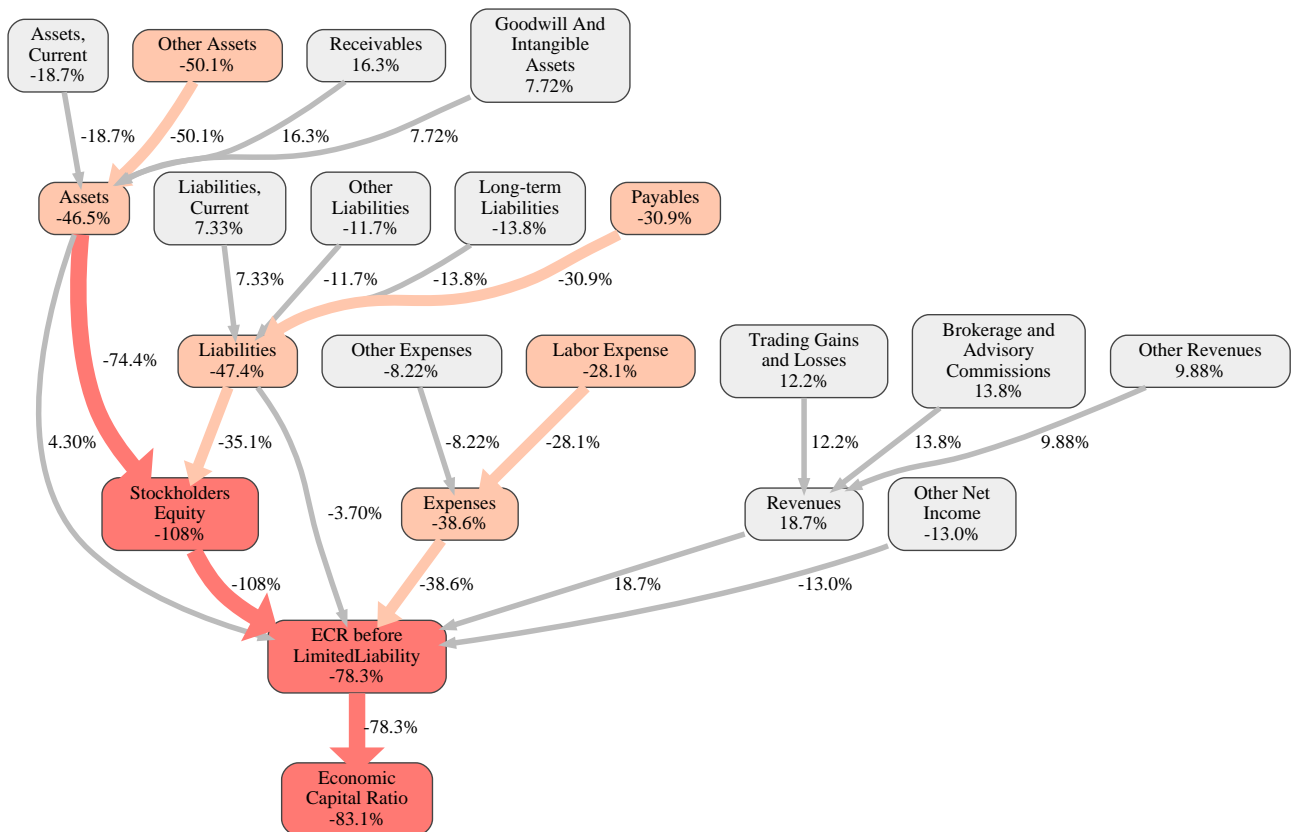 Assets,
Current
-18.7%
Other Assets
-50.1%
Receivables
16.3%
Goodwill And
Intangible
Assets
7.72%
-18.7%
-50.1%
16.3%
7.72%
Assets
-46.5%
Liabilities,
Current
7.33%
Other
Liabilities
-11.7%
Long-term
Liabilities
-13.8%
Payables
-30.9%
7.33%
-11.7%
-13.8%
-30.9%
-74.4%
Liabilities
-47.4%
Other Expenses
-8.22%
Labor Expense
-28.1%
Trading Gains
and Losses
12.2%
Brokerage and
Advisory
Commissions
13.8%
Other Revenues
9.88%
4.30%
-35.1%
-8.22%
-28.1%
12.2%
13.8%
9.88%
Stockholders
Equity
-108%
-3.70%
Expenses
-38.6%
Revenues
18.7%
Other Net
Income
-13.0%
-108%
-38.6%
18.7%
-13.0%
ECR before
LimitedLiability
-78.3%
-78.3%
Economic
Capital Ratio
-83.1%